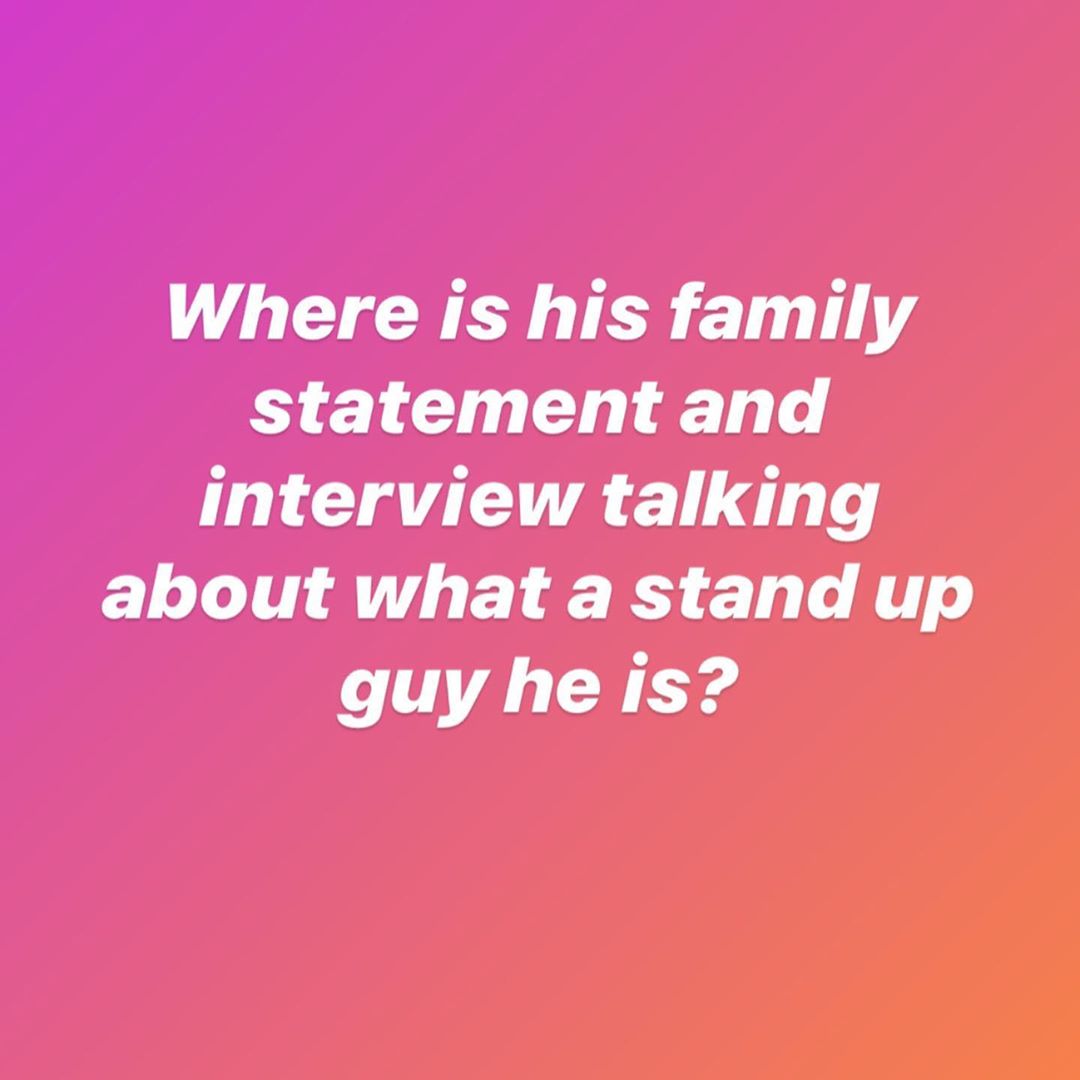 Where is his family
statement and
interview talking
about what a stand up
guy he is?